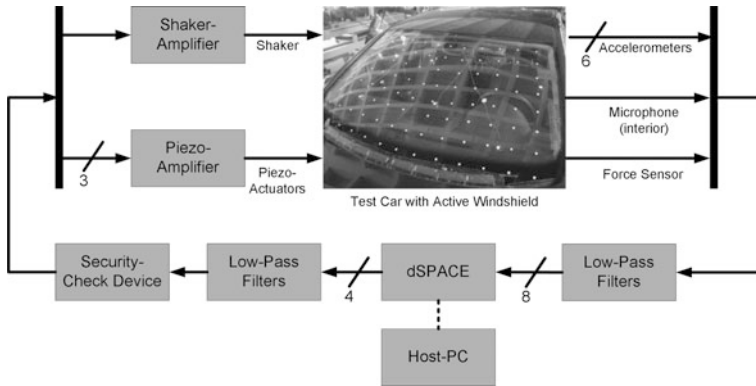 Shaker-
Amplifier
Shaker
6
Accelerometers
Microphone
(interior)
3
Piezo-
Amplifier
Piezo-
Actuators
Force Sensor
Test Car with Active Windshield
Security-
Check Device
Low-Pass
Filters
4
dSPACE
8
Low-Pass
Filters
Host-PC